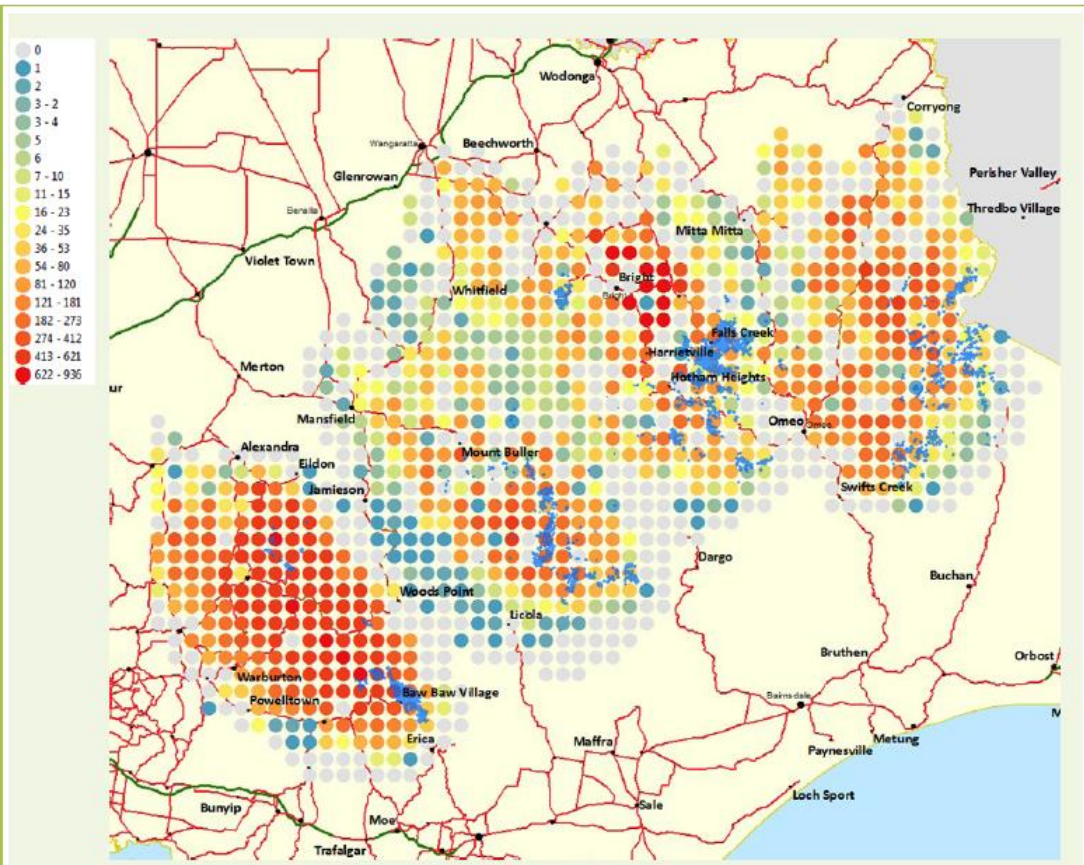 0
1
2
3 - 2
3 - 4
5
6
7 - 10
11 - 15
16 - 23
24 - 35
36 - 53
54 - 80
81 - 120
121 - 181
182 - 273
274 - 412
413 - 621
622 - 936
Wodonga
Corryong
Wangaratta
Beechworth
Glenrowan
Perisher Valley
Thredbo Village
Benalla
Mitta Mitta
Violet Town
Bright
Whitfield
Bright
Falls Creek
Harrietville
Merton
Hotham Heights
ur
Mansfield
Omeo
Omeo
Alexandra
Mount Buller
Eildon
Jamieson
Swifts Creek
Dargo
Buchan
Woods Point
Licola
Bruthen
Orbost
Warburton
Baw Baw Village
Powelltown
Bairnsdale
M
Erica
Maffra
Metung
Paynesville
Loch Sport
Bunyip
Sale
Moe
Trafalgar